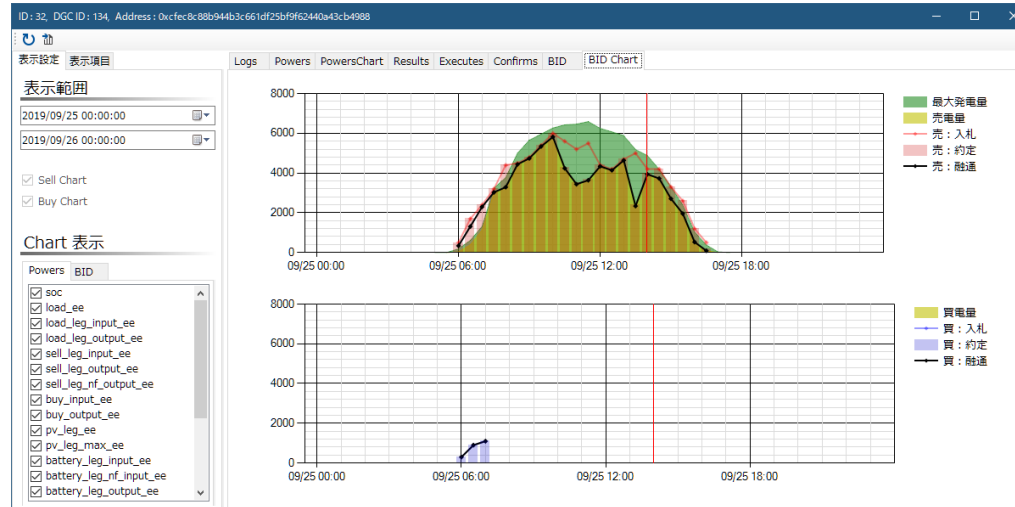 ID : 32, DGC ID : 134, Address : 0xcfec8c88b944b3c661df25bf9f62440a43cb4988
表示設定 表示項目
表示範囲
2019/09/25 00:00:00
2019/09/26 00:00:00
Sell Chart
Buy Chart
Chart 表示
Powers BID
soc
load_ee
load_leg_input_ee
load_leg_output_ee
sell_leg_input_ee
sell_leg_output_ee
sell_leg_nf_output_ee
buy_input_ee
buy_output_ee
pv_leg_ee
pv_leg_max_ee
battery_leg_input_ee
battery_leg_nf_input_ee
battery_leg_output_ee
Logs Powers PowersChart Results Executes Confirms BID BID Chart
8000
6000
4000
2000
0
09/25 00:00 09/25 06:00 09/25 12:00 09/25 18:00
最大発電量
売電量
売：入札
売：約定
売：融通
8000
6000
4000
2000
0
09/25 00:00 09/25 06:00 09/25 12:00 09/25 18:00
買電量
買：入札
買：約定
買：融通